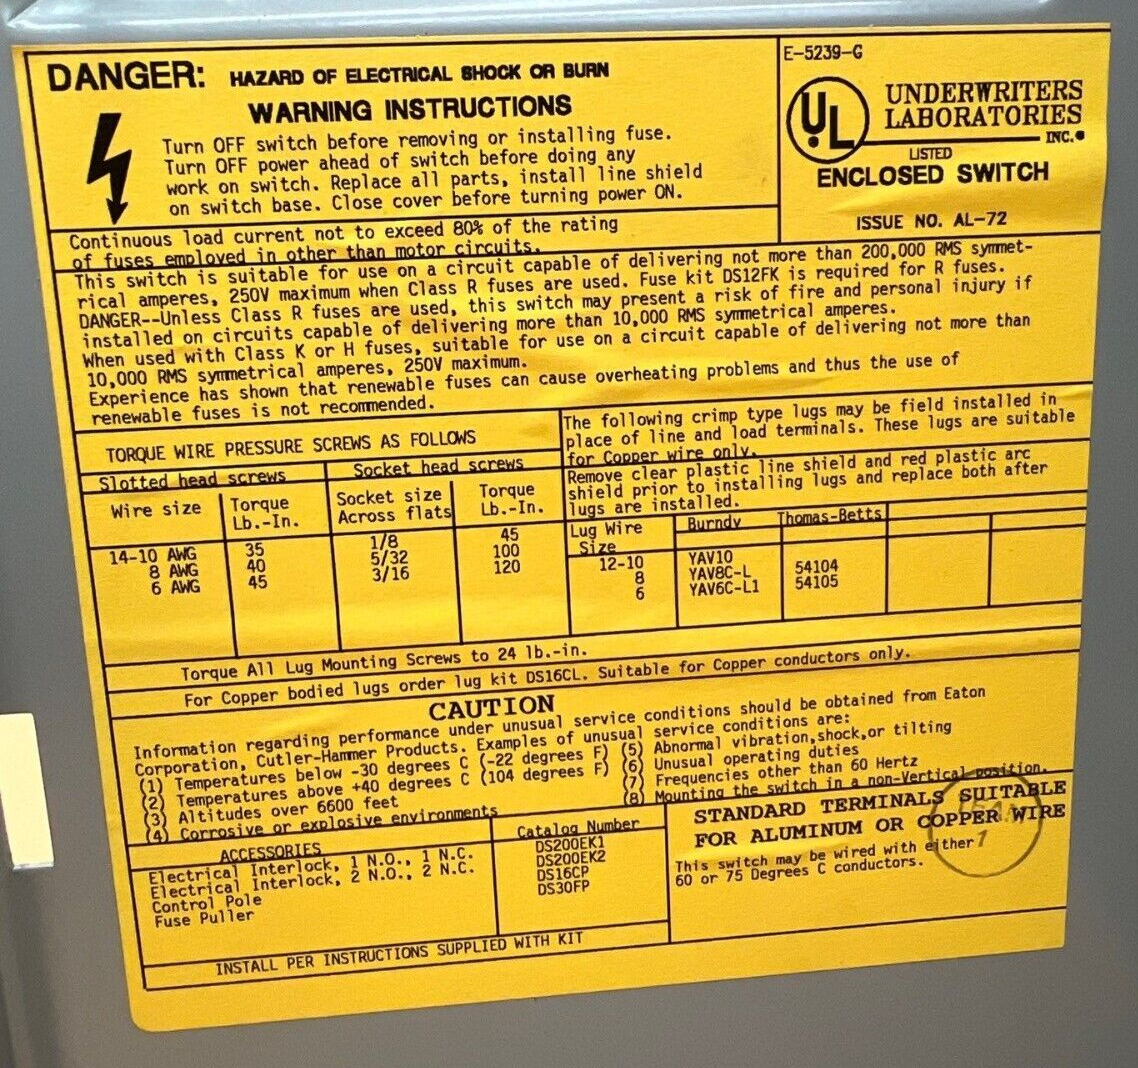 DANGER: HAZARD OF ELECTRICAL SHOCK OR BURN
WARNING INSTRUCTIONS
Turn OFF switch before removing or installing fuse.
Turn OFF power ahead of switch before doing any
work on switch. Replace all parts, install line shield
on switch base. Close cover before turning power ON.
E-5239-G
UL
UNDERWRITERS
LABORATORIES
INC.®
LISTED
ENCLOSED SWITCH
ISSUE NO. AL-72
Continuous load current not to exceed 80% of the rating
of fuses employed in other than motor circuits.
This switch is suitable for use on a circuit capable of delivering not more than 200,000 RMS symmet-
rical amperes, 250V maximum when Class R fuses are used. Fuse kit DS12FK is required for R fuses.
DANGER--Unless Class R fuses are used, this switch may present a risk of fire and personal injury if
installed on circuits capable of delivering more than 10,000 RMS symmetrical amperes.
When used with Class K or H fuses, suitable for use on a circuit capable of delivering not more than
10,000 RMS symmetrical amperes, 250V maximum.
Experience has shown that renewable fuses can cause overheating problems and thus the use of
renewable fuses is not recommended.
TORQUE WIRE PRESSURE SCREWS AS FOLLOWS
Slotted head screws Socket head screws
Wire size Torque Lb.-In. Socket size Across flats Torque Lb.-In.
14-10 AWG 35 1/8 45
8 AWG 40 5/32 100
6 AWG 45 3/16 120
The following crimp type lugs may be field installed in
place of line and load terminals. These lugs are suitable
for Copper wire only.
Remove clear plastic line shield and red plastic arc
shield prior to installing lugs and replace both after
lugs are installed.
Lug Wire Size Burndy Thomas-Betts
12-10 YAV10
8 YAV8C-L 54104
6 YAV6C-L1 54105
Torque All Lug Mounting Screws to 24 lb.-in.
For Copper bodied lugs order lug kit DS16CL. Suitable for Copper conductors only.
CAUTION
Information regarding performance under unusual service conditions should be obtained from Eaton
Corporation, Cutler-Hammer Products. Examples of unusual service conditions are:
(1) Temperatures below -30 degrees C (-22 degrees F)
(2) Temperatures above +40 degrees C (104 degrees F)
(3) Altitudes over 6600 feet
(4) Corrosive or explosive environments
(5) Abnormal vibration,shock,or tilting
(6) Unusual operating duties
(7) Frequencies other than 60 Hertz
(8) Mounting the switch in a non-Vertical position.
ACCESSORIES Catalog Number
Electrical Interlock, 1 N.O., 1 N.C. DS200EK1
Electrical Interlock, 2 N.O., 2 N.C. DS200EK2
Control Pole DS16CP
Fuse Puller DS30FP
INSTALL PER INSTRUCTIONS SUPPLIED WITH KIT
STANDARD TERMINALS SUITABLE
FOR ALUMINUM OR COPPER WIRE
This switch may be wired with either
60 or 75 Degrees C conductors.
1